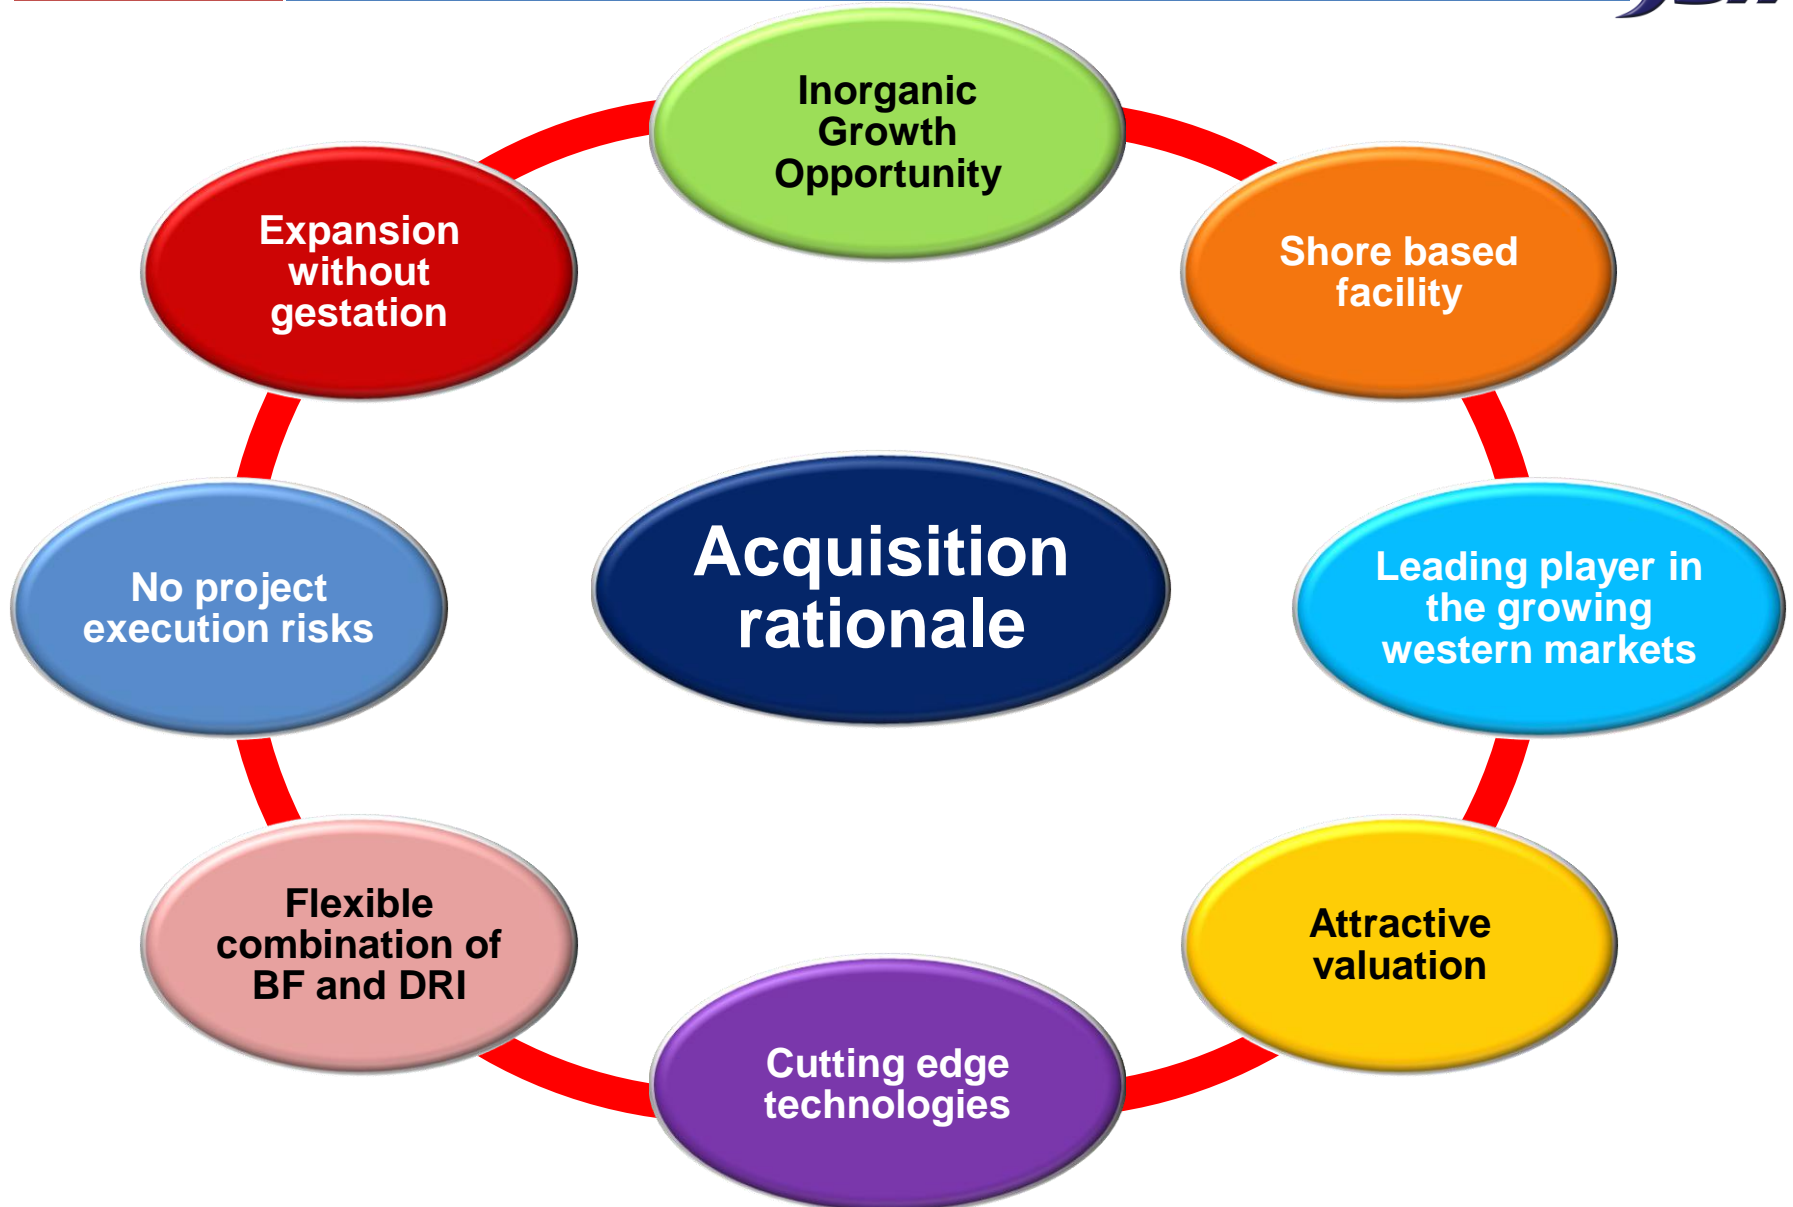 Inorganic
Growth
Opportunity
Shore based
facility
Leading player in
the growing
western markets
Attractive
valuation
Cutting edge
technologies
Flexible
combination of
BF and DRI
No project
execution risks
Expansion
without
gestation
Acquisition
rationale